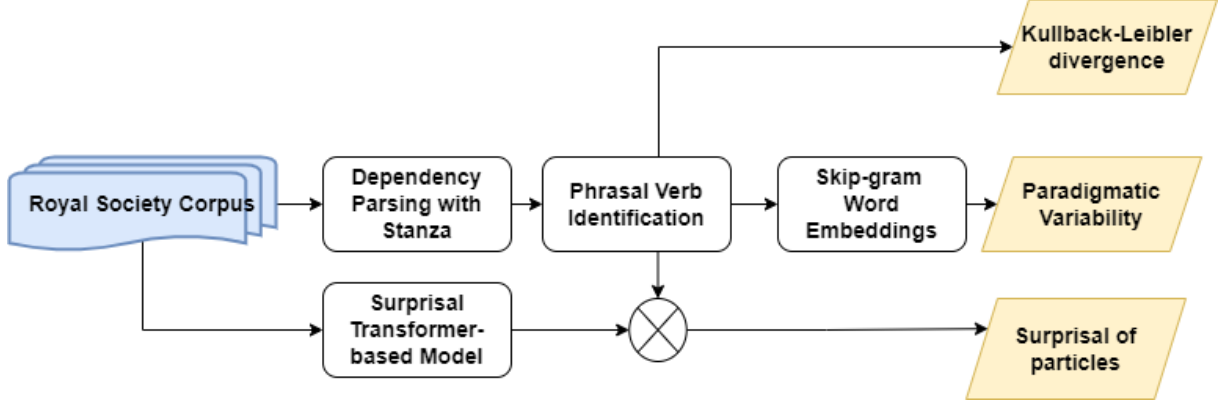 Kullback-Leibler
divergence
Royal Society Corpus
Dependency
Parsing with
Stanza
Phrasal Verb
Identification
Skip-gram
Word
Embeddings
Paradigmatic
Variability
Surprisal
Transformer-
based Model
Surprisal of
particles